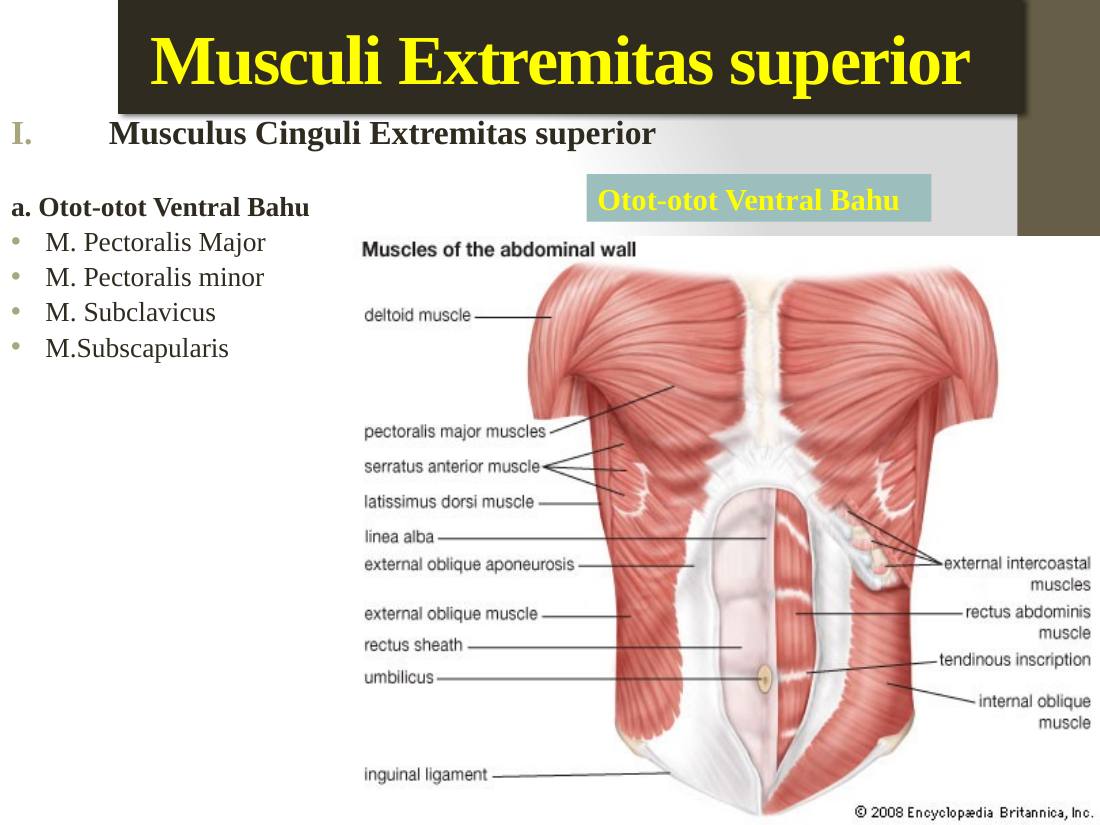 Musculi Extremitas superior
I. Musculus Cinguli Extremitas superior
a. Otot-otot Ventral Bahu
• M. Pectoralis Major
• M. Pectoralis minor
• M. Subclavicus
• M.Subscapularis
Otot-otot Ventral Bahu
Muscles of the abdominal wall
deltoid muscle
pectoralis major muscles
serratus anterior muscle
latissimus dorsi muscle
linea alba
external oblique aponeurosis
external oblique muscle
rectus sheath
umbilicus
inguinal ligament
external intercoastal
muscles
rectus abdominis
muscle
tendinous inscription
internal oblique
muscle
© 2008 Encyclopædia Britannica, Inc.